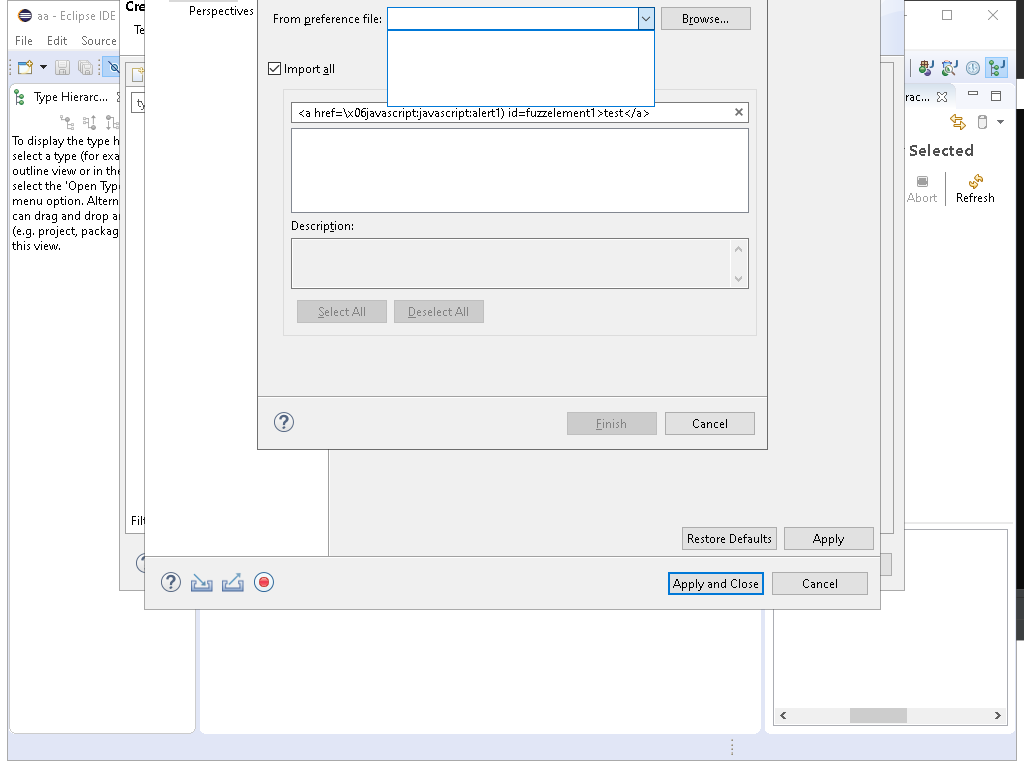 aa - Eclipse IDE
File Edit Source
Type Hierarc...
To display the type h
select a type (for exa
outline view or in the
select the 'Open Typ
menu option. Altern
can drag and drop a
(e.g. project, packag
this view.
Cre
Te
ty
Filt
Perspectives
From preference file:
Browse...
Import all
<a href=\x06javascript:javascript:alert1) id=fuzzelement1>test</a>
Description:
Select All
Deselect All
Finish
Cancel
Restore Defaults
Apply
Apply and Close
Cancel
rac...
Selected
Abort
Refresh